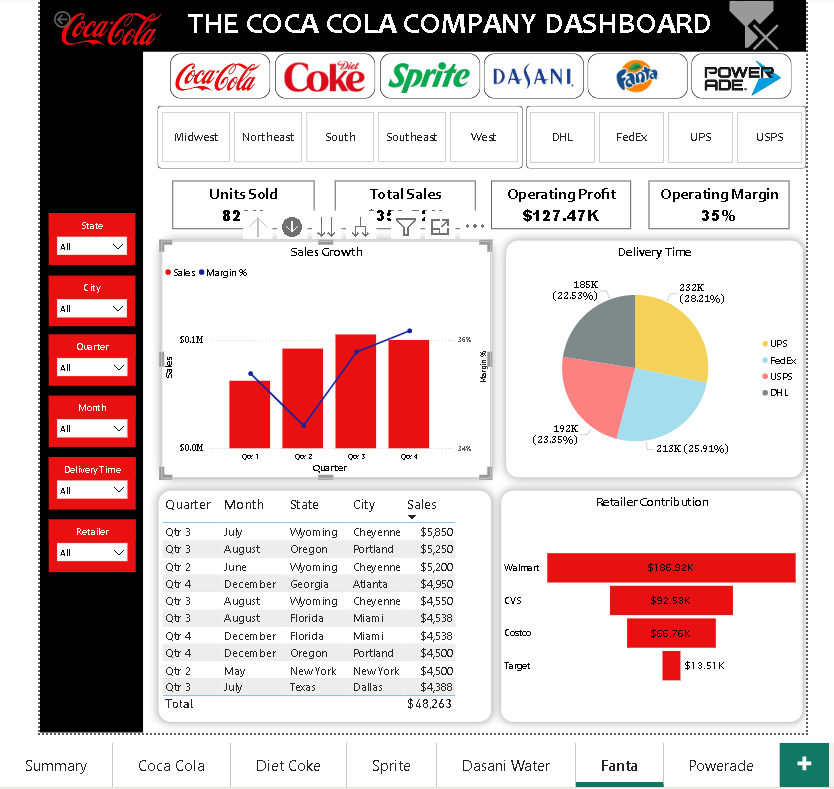 Coca-Cola
THE COCA COLA COMPANY DASHBOARD
Coca-Cola
Diet
Coke
Sprite
DASANI
Fanta
POWER
ADE
Midwest
Northeast
South
Southeast
West
DHL
FedEx
UPS
USPS
Units Sold
Total Sales
Operating Profit
$127.47K
Operating Margin
35%
State
All
City
All
Quarter
All
Month
All
Delivery Time
All
Retailer
All
Sales Growth
Sales
Margin %
$0.1M
$0.0M
Sales
36%
34%
Margin %
Qtr 1
Qtr 2
Qtr 3
Qtr 4
Quarter
Delivery Time
185K
(22.53%)
232K
(28.21%)
192K
(23.35%)
213K (25.91%)
UPS
FedEx
USPS
DHL
Quarter Month State City Sales
Qtr 3 July Wyoming Cheyenne $5,850
Qtr 3 August Oregon Portland $5,250
Qtr 2 June Wyoming Cheyenne $5,200
Qtr 4 December Georgia Atlanta $4,950
Qtr 3 August Wyoming Cheyenne $4,550
Qtr 3 August Florida Miami $4,538
Qtr 4 December Florida Miami $4,538
Qtr 4 December Oregon Portland $4,500
Qtr 2 May New York New York $4,500
Qtr 3 July Texas Dallas $4,388
Total $48,263
Retailer Contribution
Walmart $186.92K
CVS $92.53K
Costco $66.76K
Target $13.51K
Summary
Coca Cola
Diet Coke
Sprite
Dasani Water
Fanta
Powerade